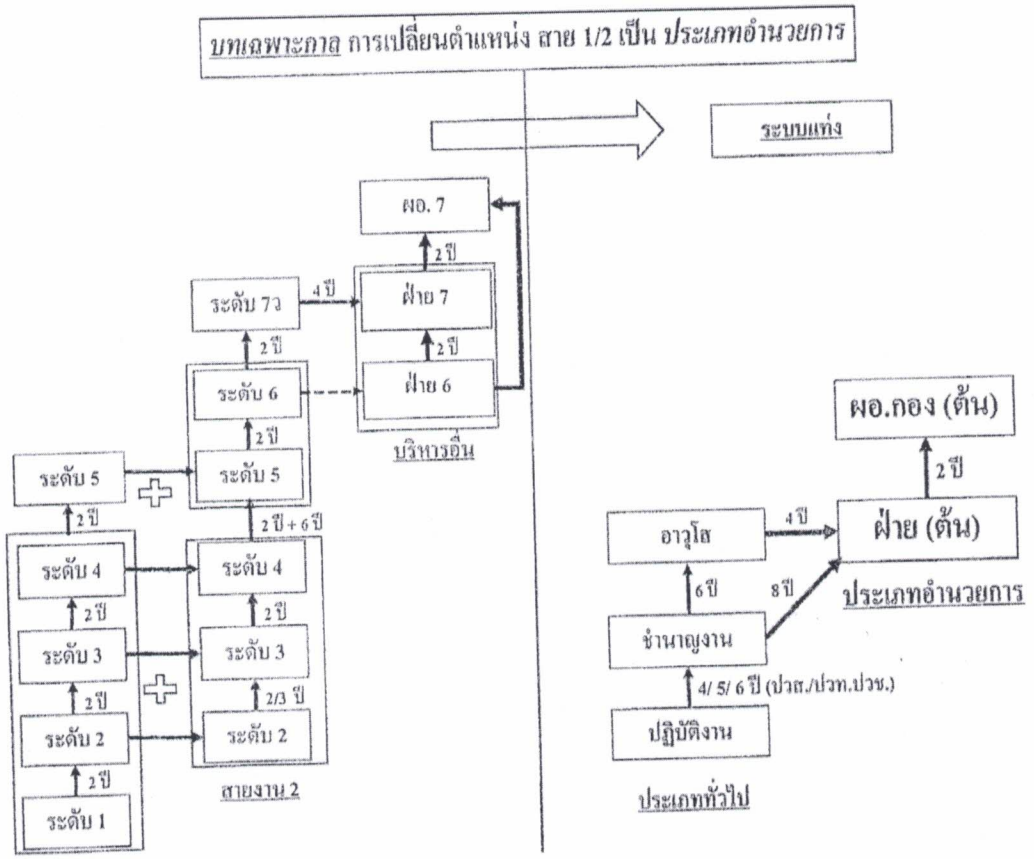 บทเฉพาะกาล การเปลี่ยนตำแหน่ง สาย 1/2 เป็น ประเภทอำนวยการ
ระบบแท่ง
ผอ. 7
2 ปี
ระดับ 7ว
4 ปี
ฝ่าย 7
2 ปี
2 ปี
ระดับ 6
ฝ่าย 6
บริหารอื่น
2 ปี
ระดับ 5
ระดับ 5
2 ปี
2 ปี + 6 ปี
ระดับ 4
ระดับ 4
2 ปี
2 ปี
ระดับ 3
ระดับ 3
2 ปี
2/3 ปี
ระดับ 2
ระดับ 2
2 ปี
สายงาน 2
ระดับ 1
ผอ.กอง (ต้น)
2 ปี
อาวุโส
4 ปี
ฝ่าย (ต้น)
6 ปี
8 ปี
ประเภทอำนวยการ
ชำนาญงาน
4/ 5/ 6 ปี (ปวส./ปวท.ปวช.)
ปฏิบัติงาน
ประเภททั่วไป